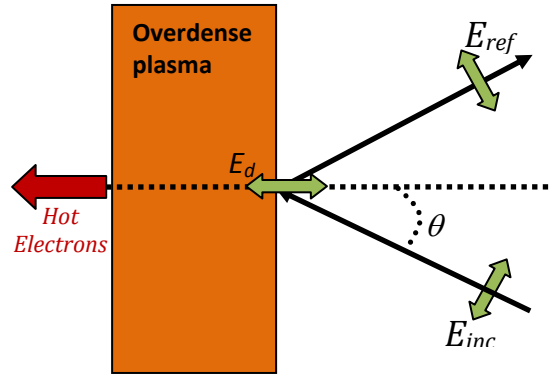 Overdense
plasma
E_ref
E_d
Hot
Electrons
θ
E_inc